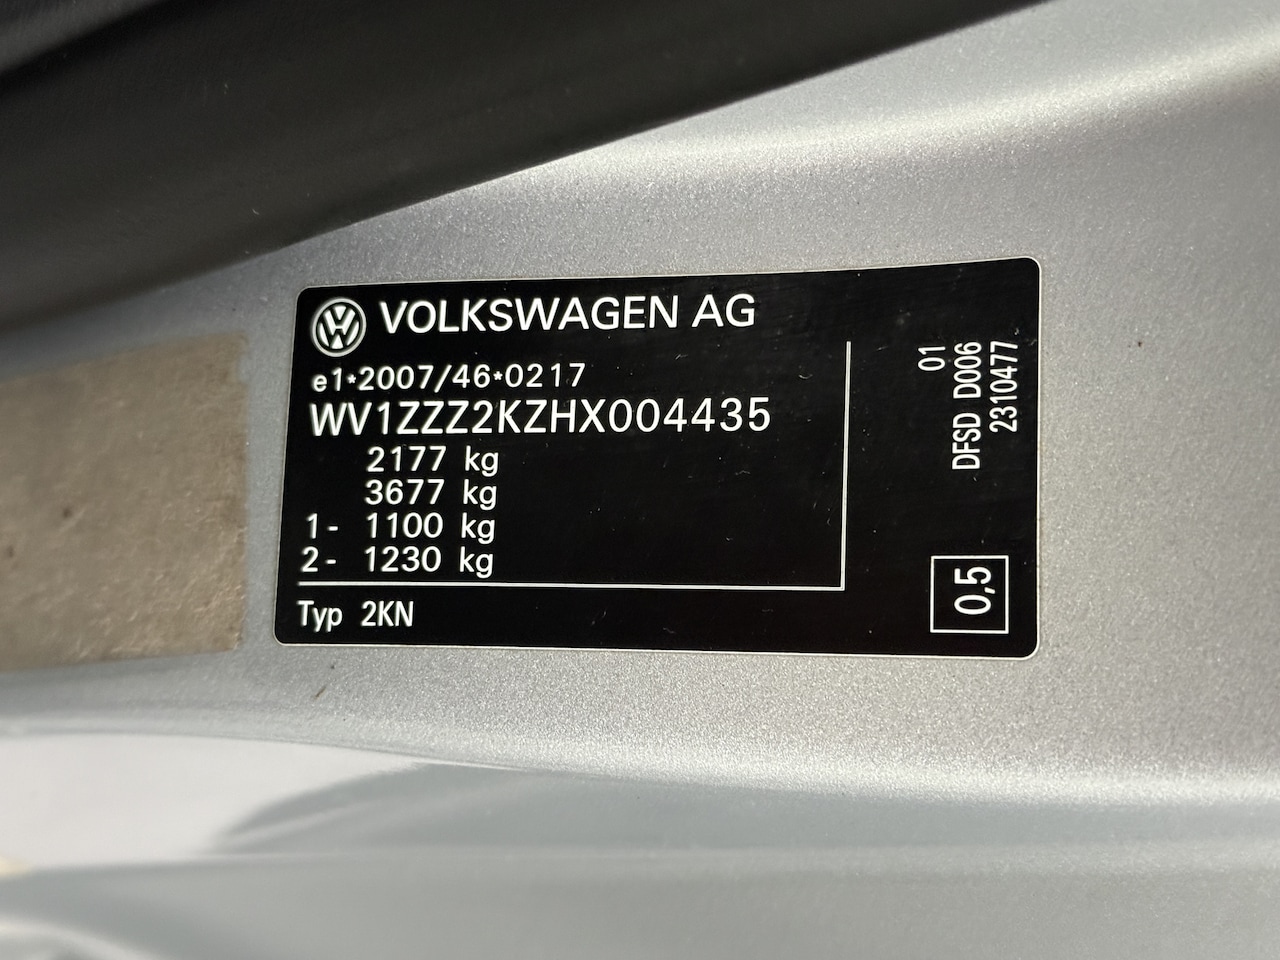 VOLKSWAGEN AG
e1*2007/46*0217
WV1ZZZ2KZHX004435
2177 kg
3677 kg
1- 1100 kg
2- 1230 kg
Typ 2KN
01
DFSD D006
2310477
0,5